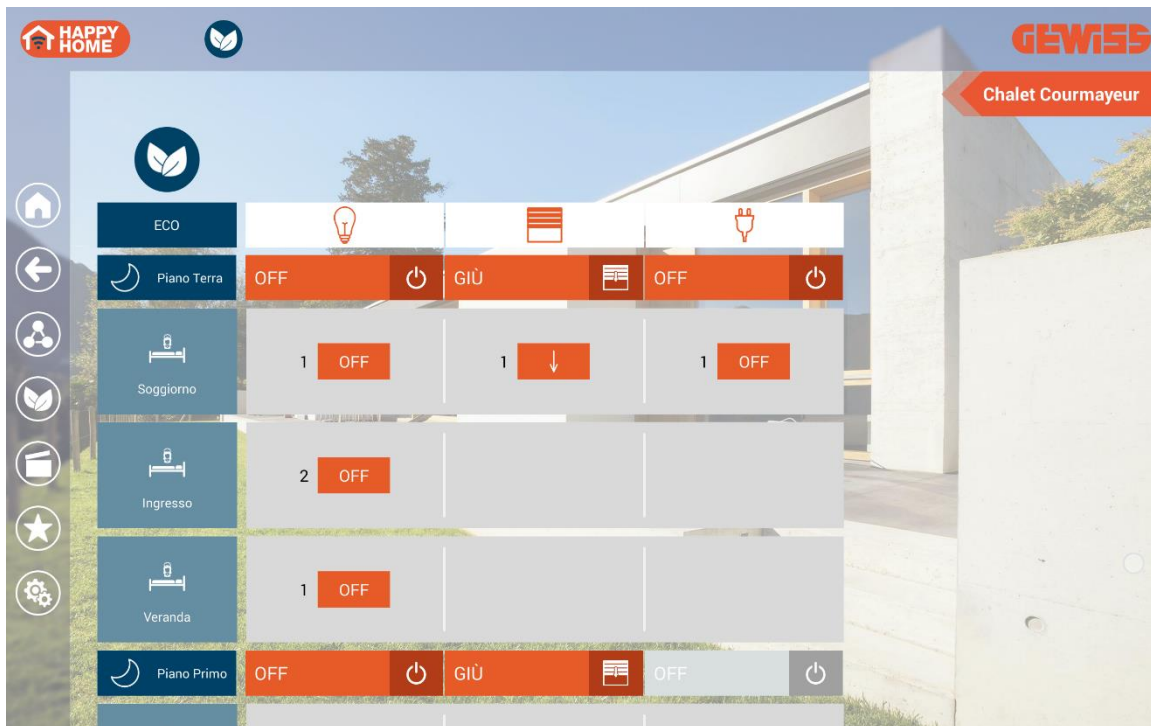 HAPPY
HOME
GEWISS
Chalet Courmayeur
ECO
Piano Terra OFF GIÙ OFF
Soggiorno 1 OFF 1 ↓ 1 OFF
Ingresso 2 OFF
Veranda 1 OFF
Piano Primo OFF GIÙ OFF